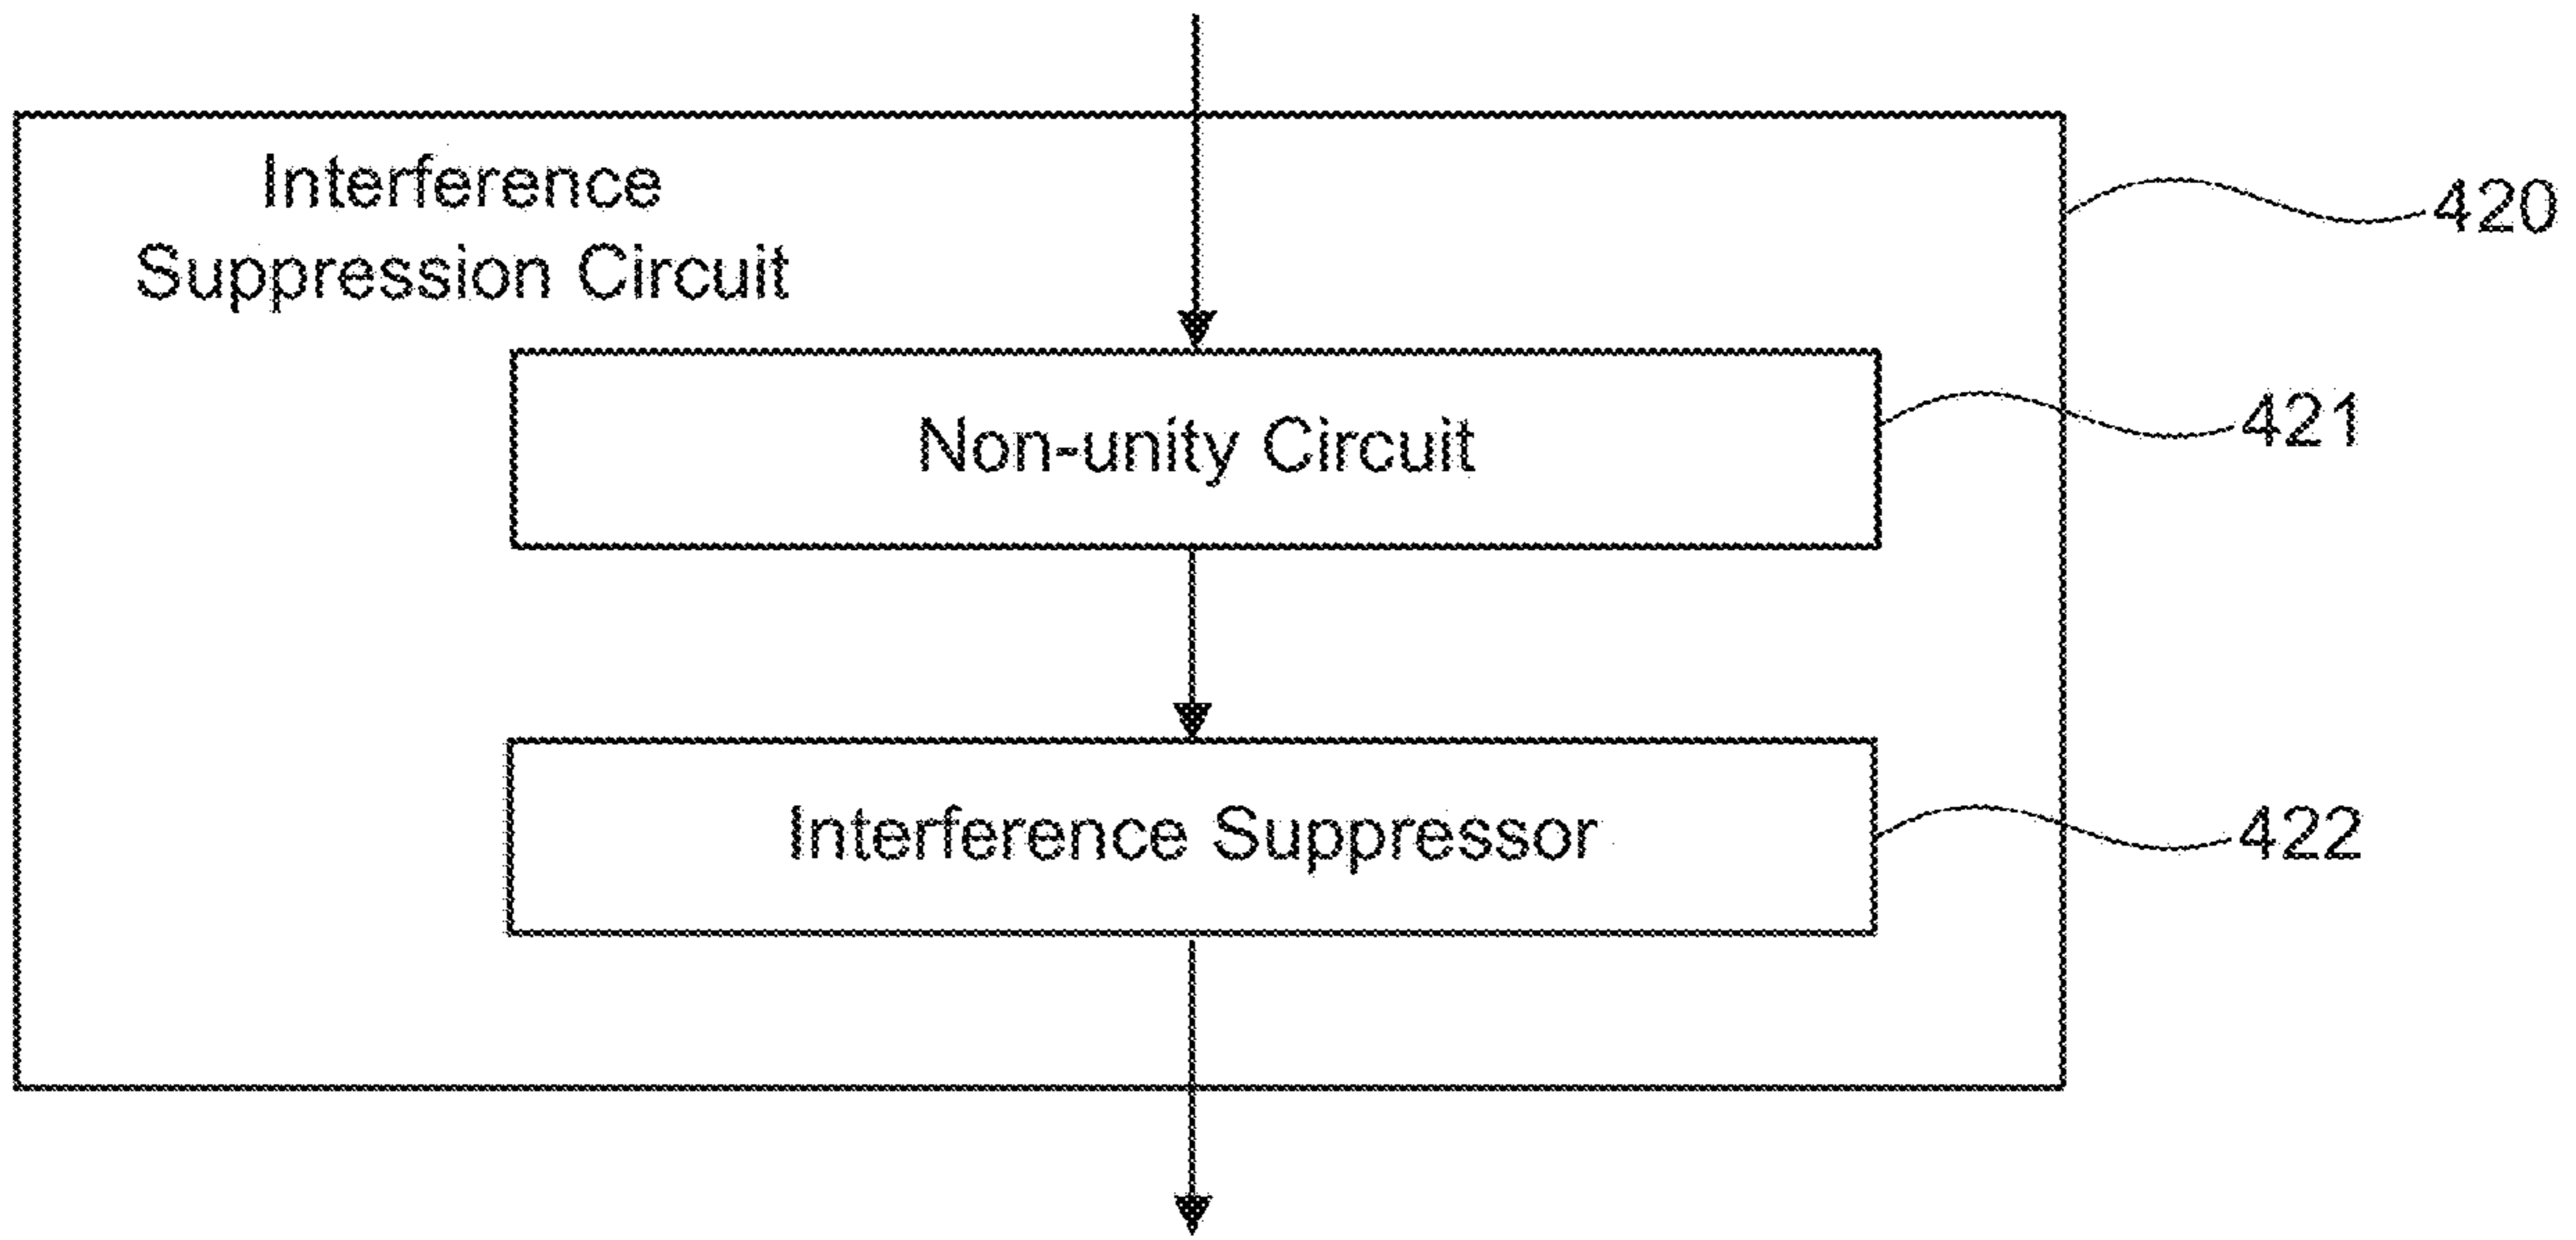 Interference
Suppression Circuit
420
Non-unity Circuit
421
Interference Suppressor
422